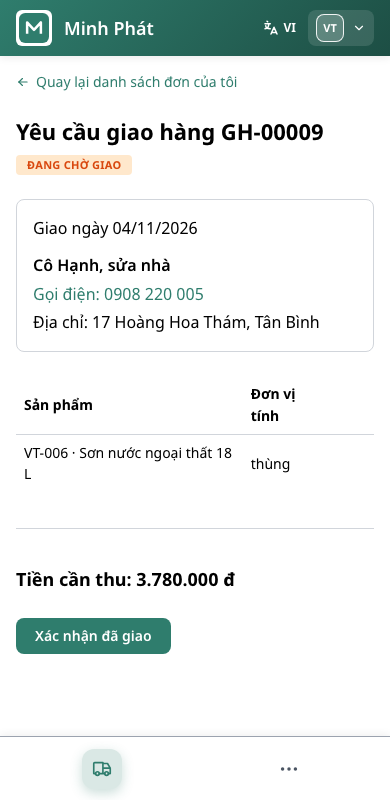 Minh Phát
VI
VT
Quay lại danh sách đơn của tôi
Yêu cầu giao hàng GH-00009
ĐANG CHỜ GIAO
Giao ngày 04/11/2026
Cô Hạnh, sửa nhà
Gọi điện: 0908 220 005
Địa chỉ: 17 Hoàng Hoa Thám, Tân Bình
Sản phẩm
Đơn vị
tính
VT-006 · Sơn nước ngoại thất 18
L
thùng
Tiền cần thu: 3.780.000 đ
Xác nhận đã giao